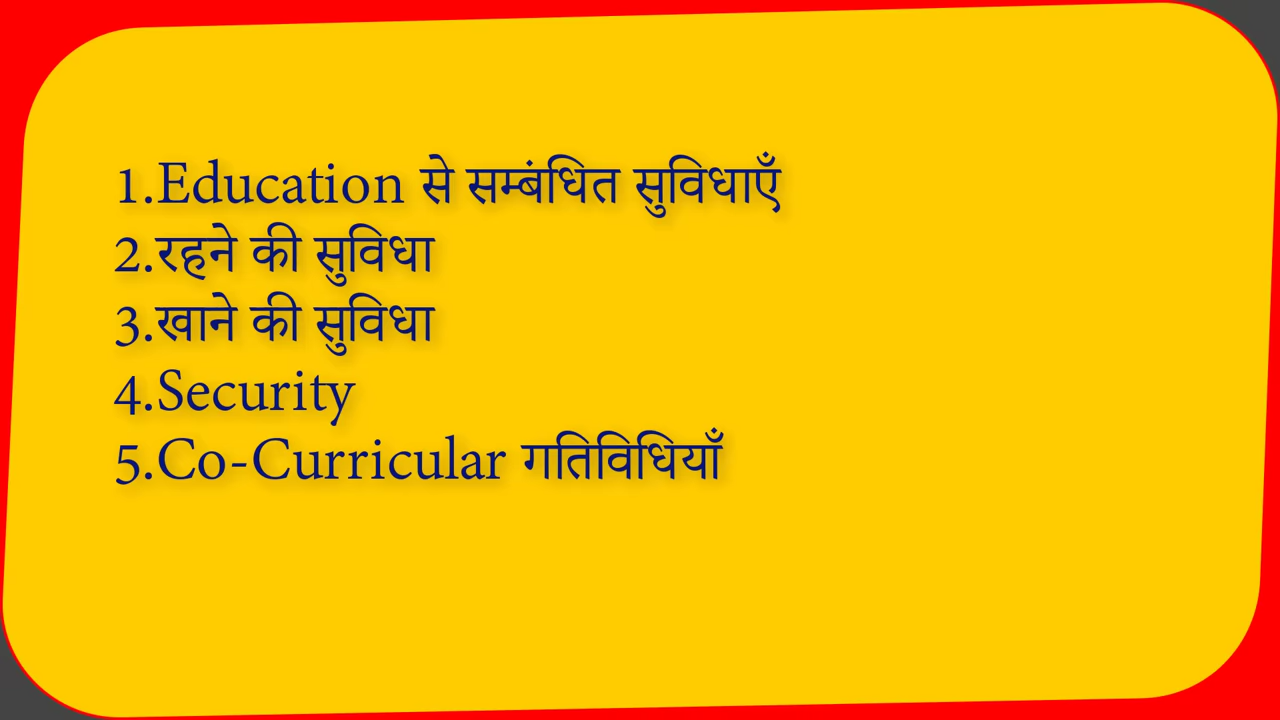 1.Education से सम्बंधित सुविधाएँ
2.रहने की सुविधा
3.खाने की सुविधा
4.Security
5.Co-Curricular गतिविधियाँ